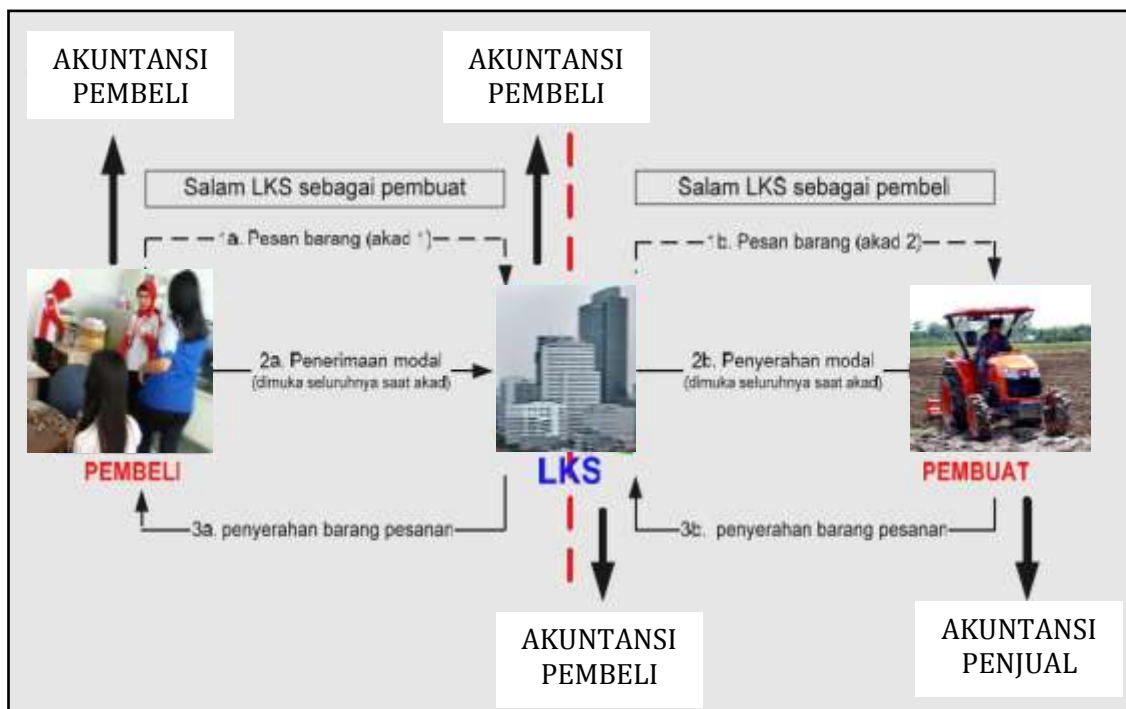 AKUNTANSI
PEMBELI
AKUNTANSI
PEMBELI
Salam LKS sebagai pembuat
Salam LKS sebagai pembeli
1a. Pesan barang (akad 1)
1b. Pesan barang (akad 2)
2a. Penerimaan modal
(dimuka seluruhnya saat akad)
2b. Penyerahan modal
(dimuka seluruhnya saat akad)
PEMBELI
LKS
PEMBUAT
3a. penyerahan barang pesanan
3b. penyerahan barang pesanan
AKUNTANSI
PEMBELI
AKUNTANSI
PENJUAL